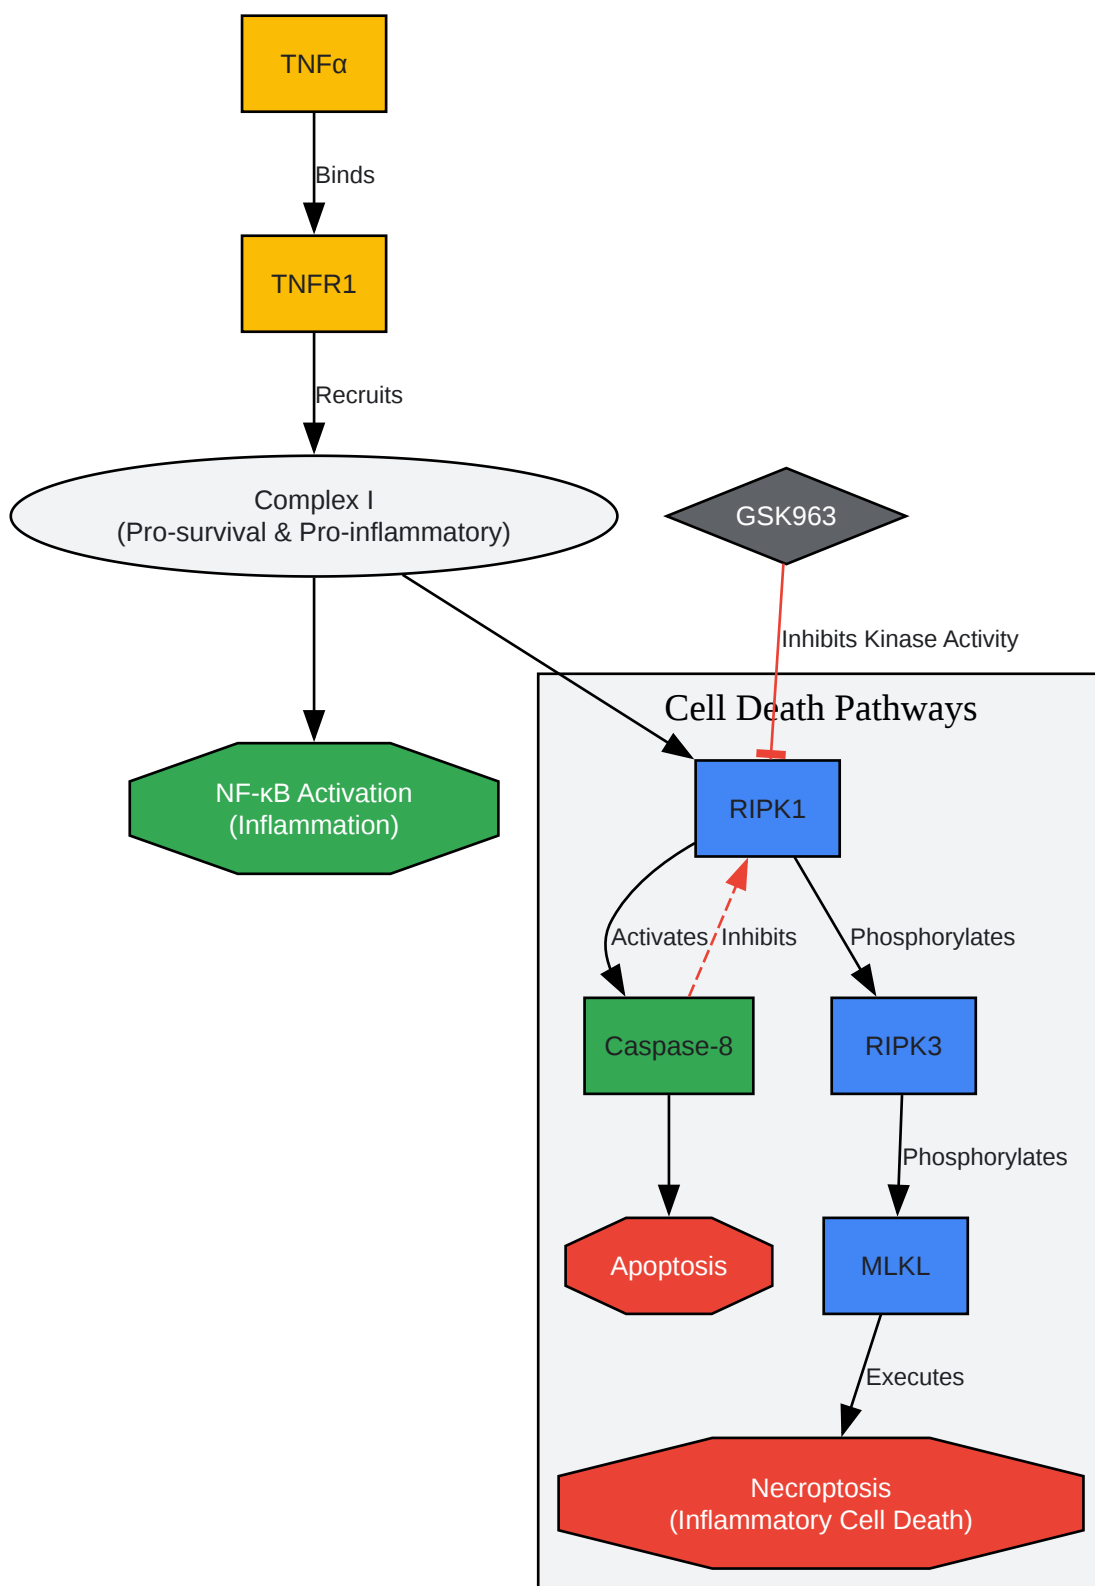 TNFα
Binds
TNFR1
Recruits
Complex I
(Pro-survival & Pro-inflammatory)
GSK963
Inhibits Kinase Activity
Cell Death Pathways
NF-κB Activation
(Inflammation)
RIPK1
Activates
Inhibits
Phosphorylates
Caspase-8
RIPK3
Phosphorylates
Apoptosis
MLKL
Executes
Necroptosis
(Inflammatory Cell Death)